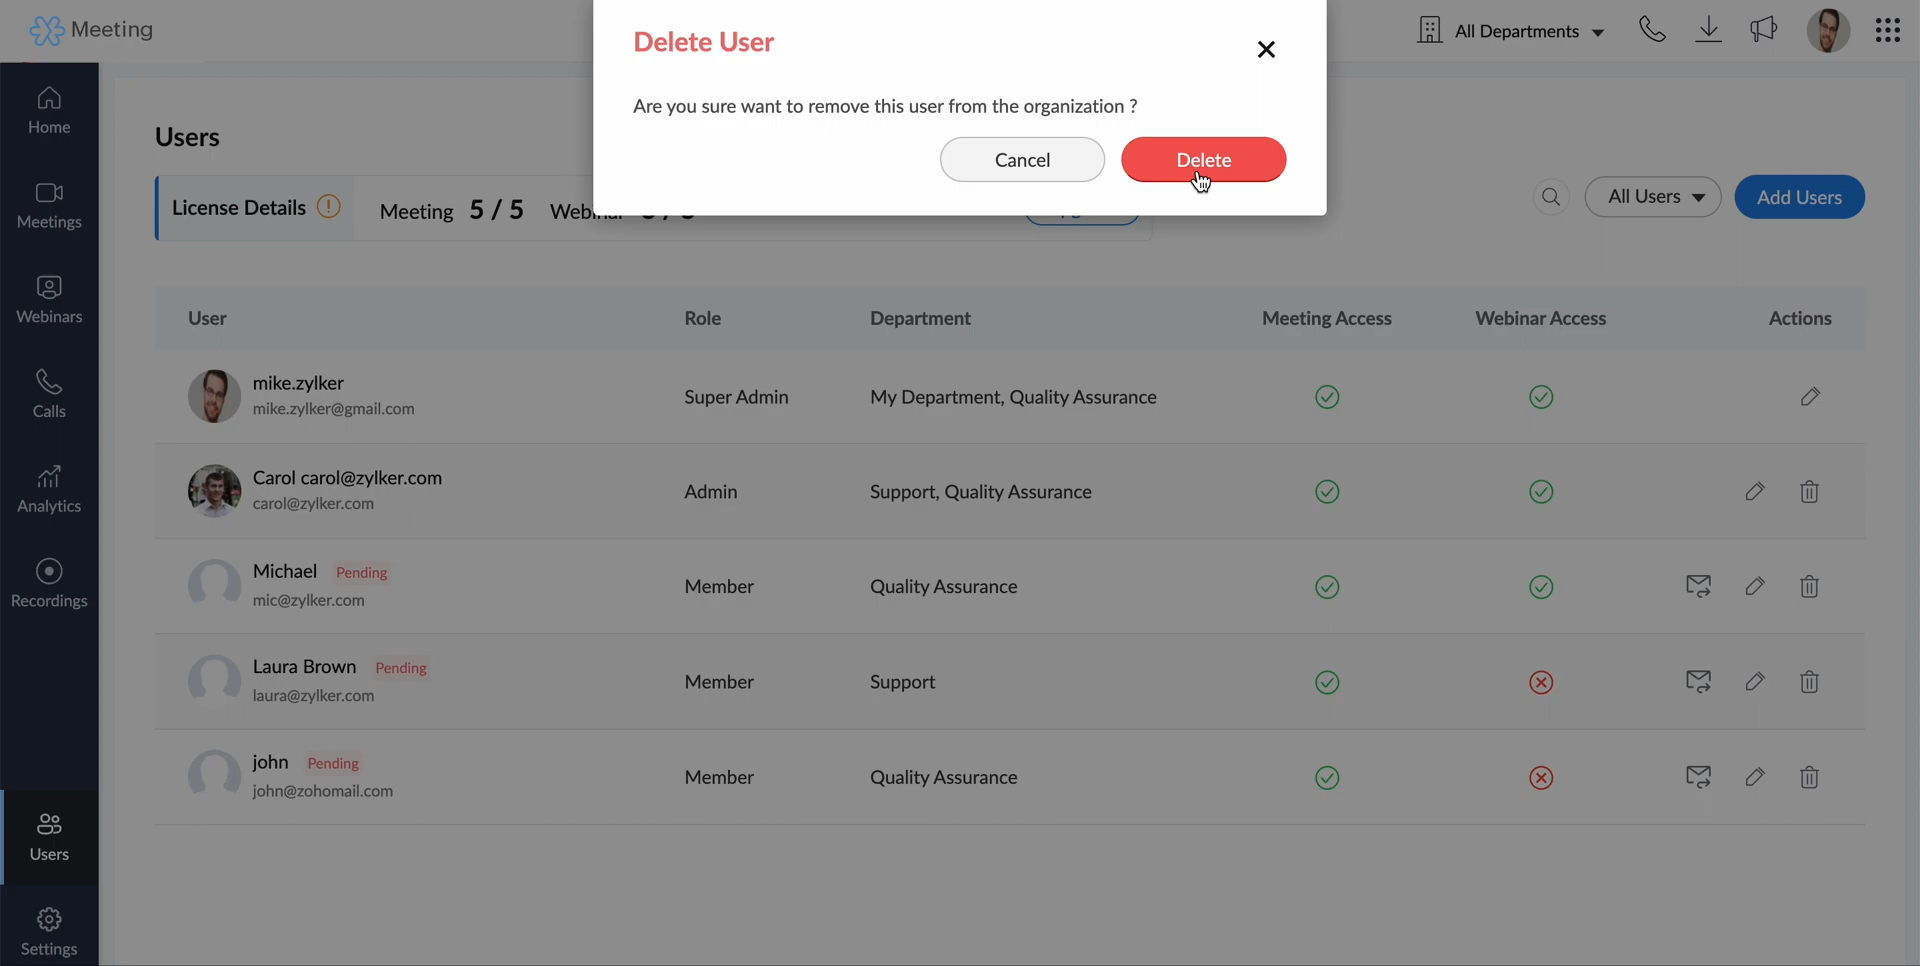 Meeting
Delete User
All Departments
Are you sure want to remove this user from the organization ?
Cancel
Delete
Home
Meetings
Webinars
Calls
Analytics
Recordings
Users
Settings
Users
License Details
Meeting 5 / 5
All Users
Add Users
User Role Department Meeting Access Webinar Access Actions
mike.zylker
mike.zylker@gmail.com
Super Admin
My Department, Quality Assurance
Carol carol@zylker.com
carol@zylker.com
Admin
Support, Quality Assurance
Michael Pending
mic@zylker.com
Member
Quality Assurance
Laura Brown Pending
laura@zylker.com
Member
Support
john Pending
john@zohomail.com
Member
Quality Assurance